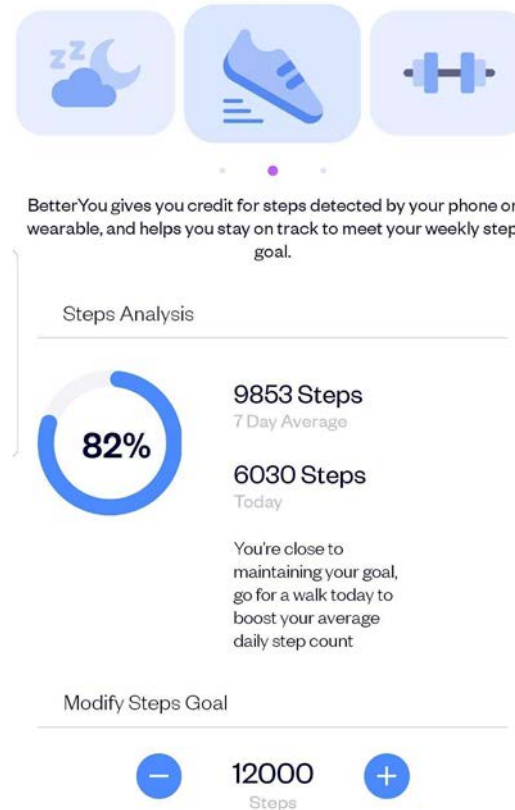 zZ
BetterYou gives you credit for steps detected by your phone or
wearable, and helps you stay on track to meet your weekly step
goal.
Steps Analysis
82%
9853 Steps
7 Day Average
6030 Steps
Today
You're close to
maintaining your goal,
go for a walk today to
boost your average
daily step count
Modify Steps Goal
12000
Steps